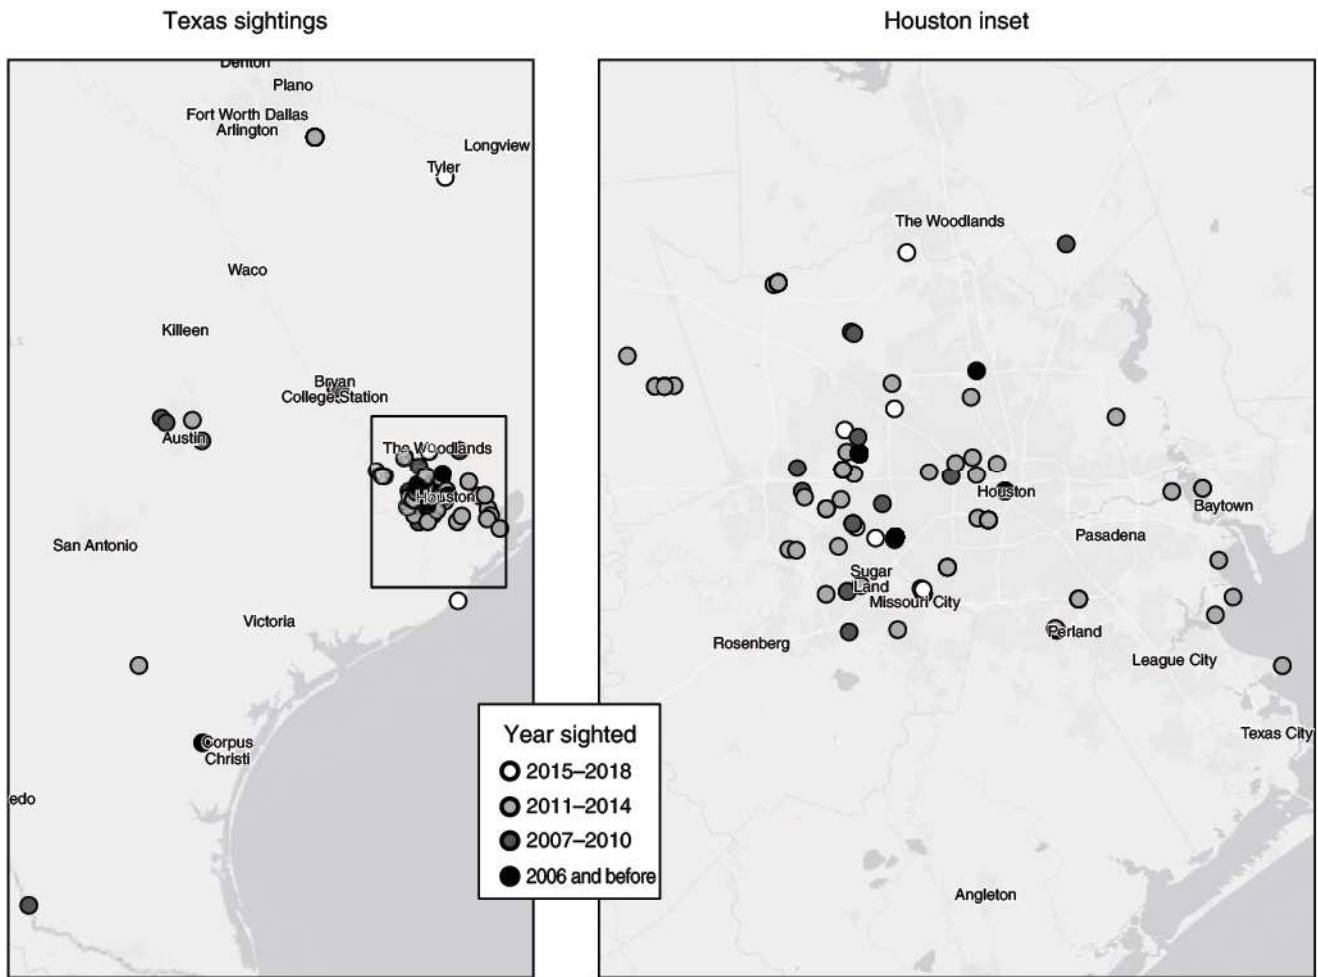 Texas sightings
Denton
Plano
Fort Worth Dallas
Arlington
Longview
Tyler
Waco
Killeen
Bryan
College Station
Austin
The Woodlands
Houston
San Antonio
Victoria
Corpus
Christi
edo
Year sighted
2015–2018
2011–2014
2007–2010
2006 and before
Houston inset
The Woodlands
Houston
Baytown
Pasadena
Sugar
Land
Missouri City
Rosenberg
Perland
League City
Texas City
Angleton